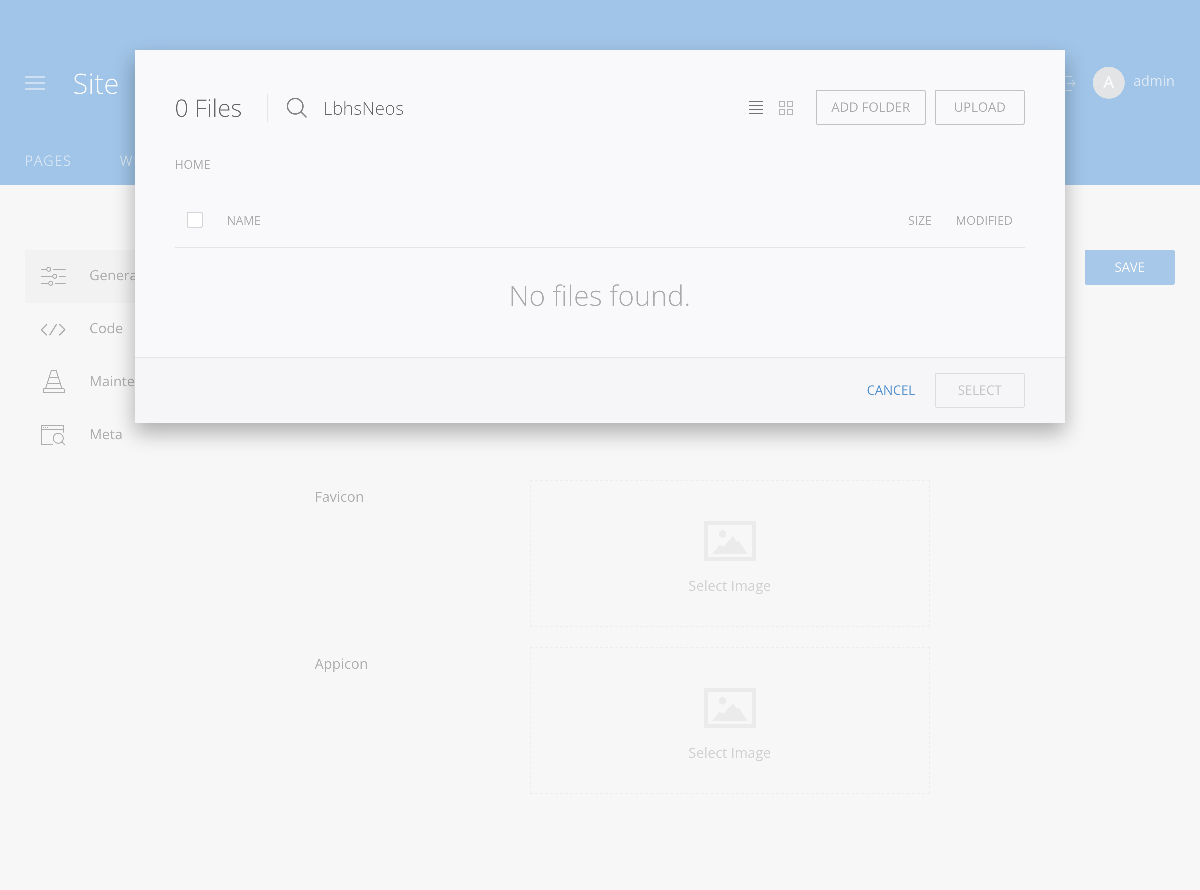 Site
A admin
PAGES W
0 Files LbhsNeos ADD FOLDER UPLOAD
HOME
NAME SIZE MODIFIED
No files found.
CANCEL SELECT
Genera
Code
Mainte
Meta
SAVE
Favicon
Select Image
Appicon
Select Image